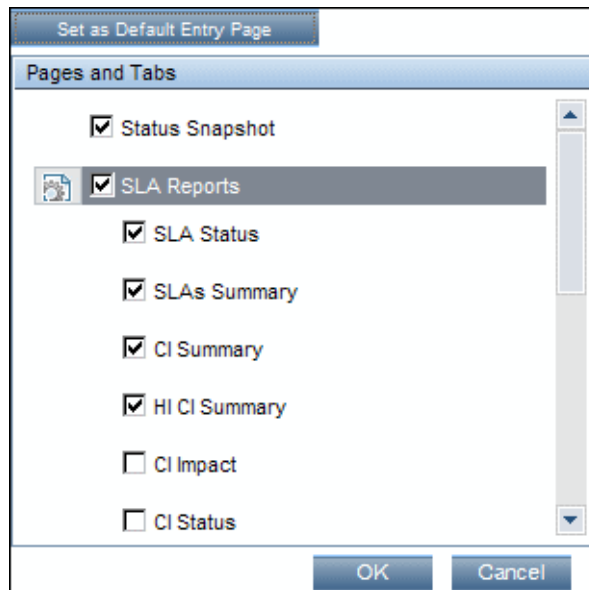 Set as Default Entry Page
Pages and Tabs
Status Snapshot
SLA Reports
SLA Status
SLAs Summary
CI Summary
HI CI Summary
CI Impact
CI Status
OK Cancel